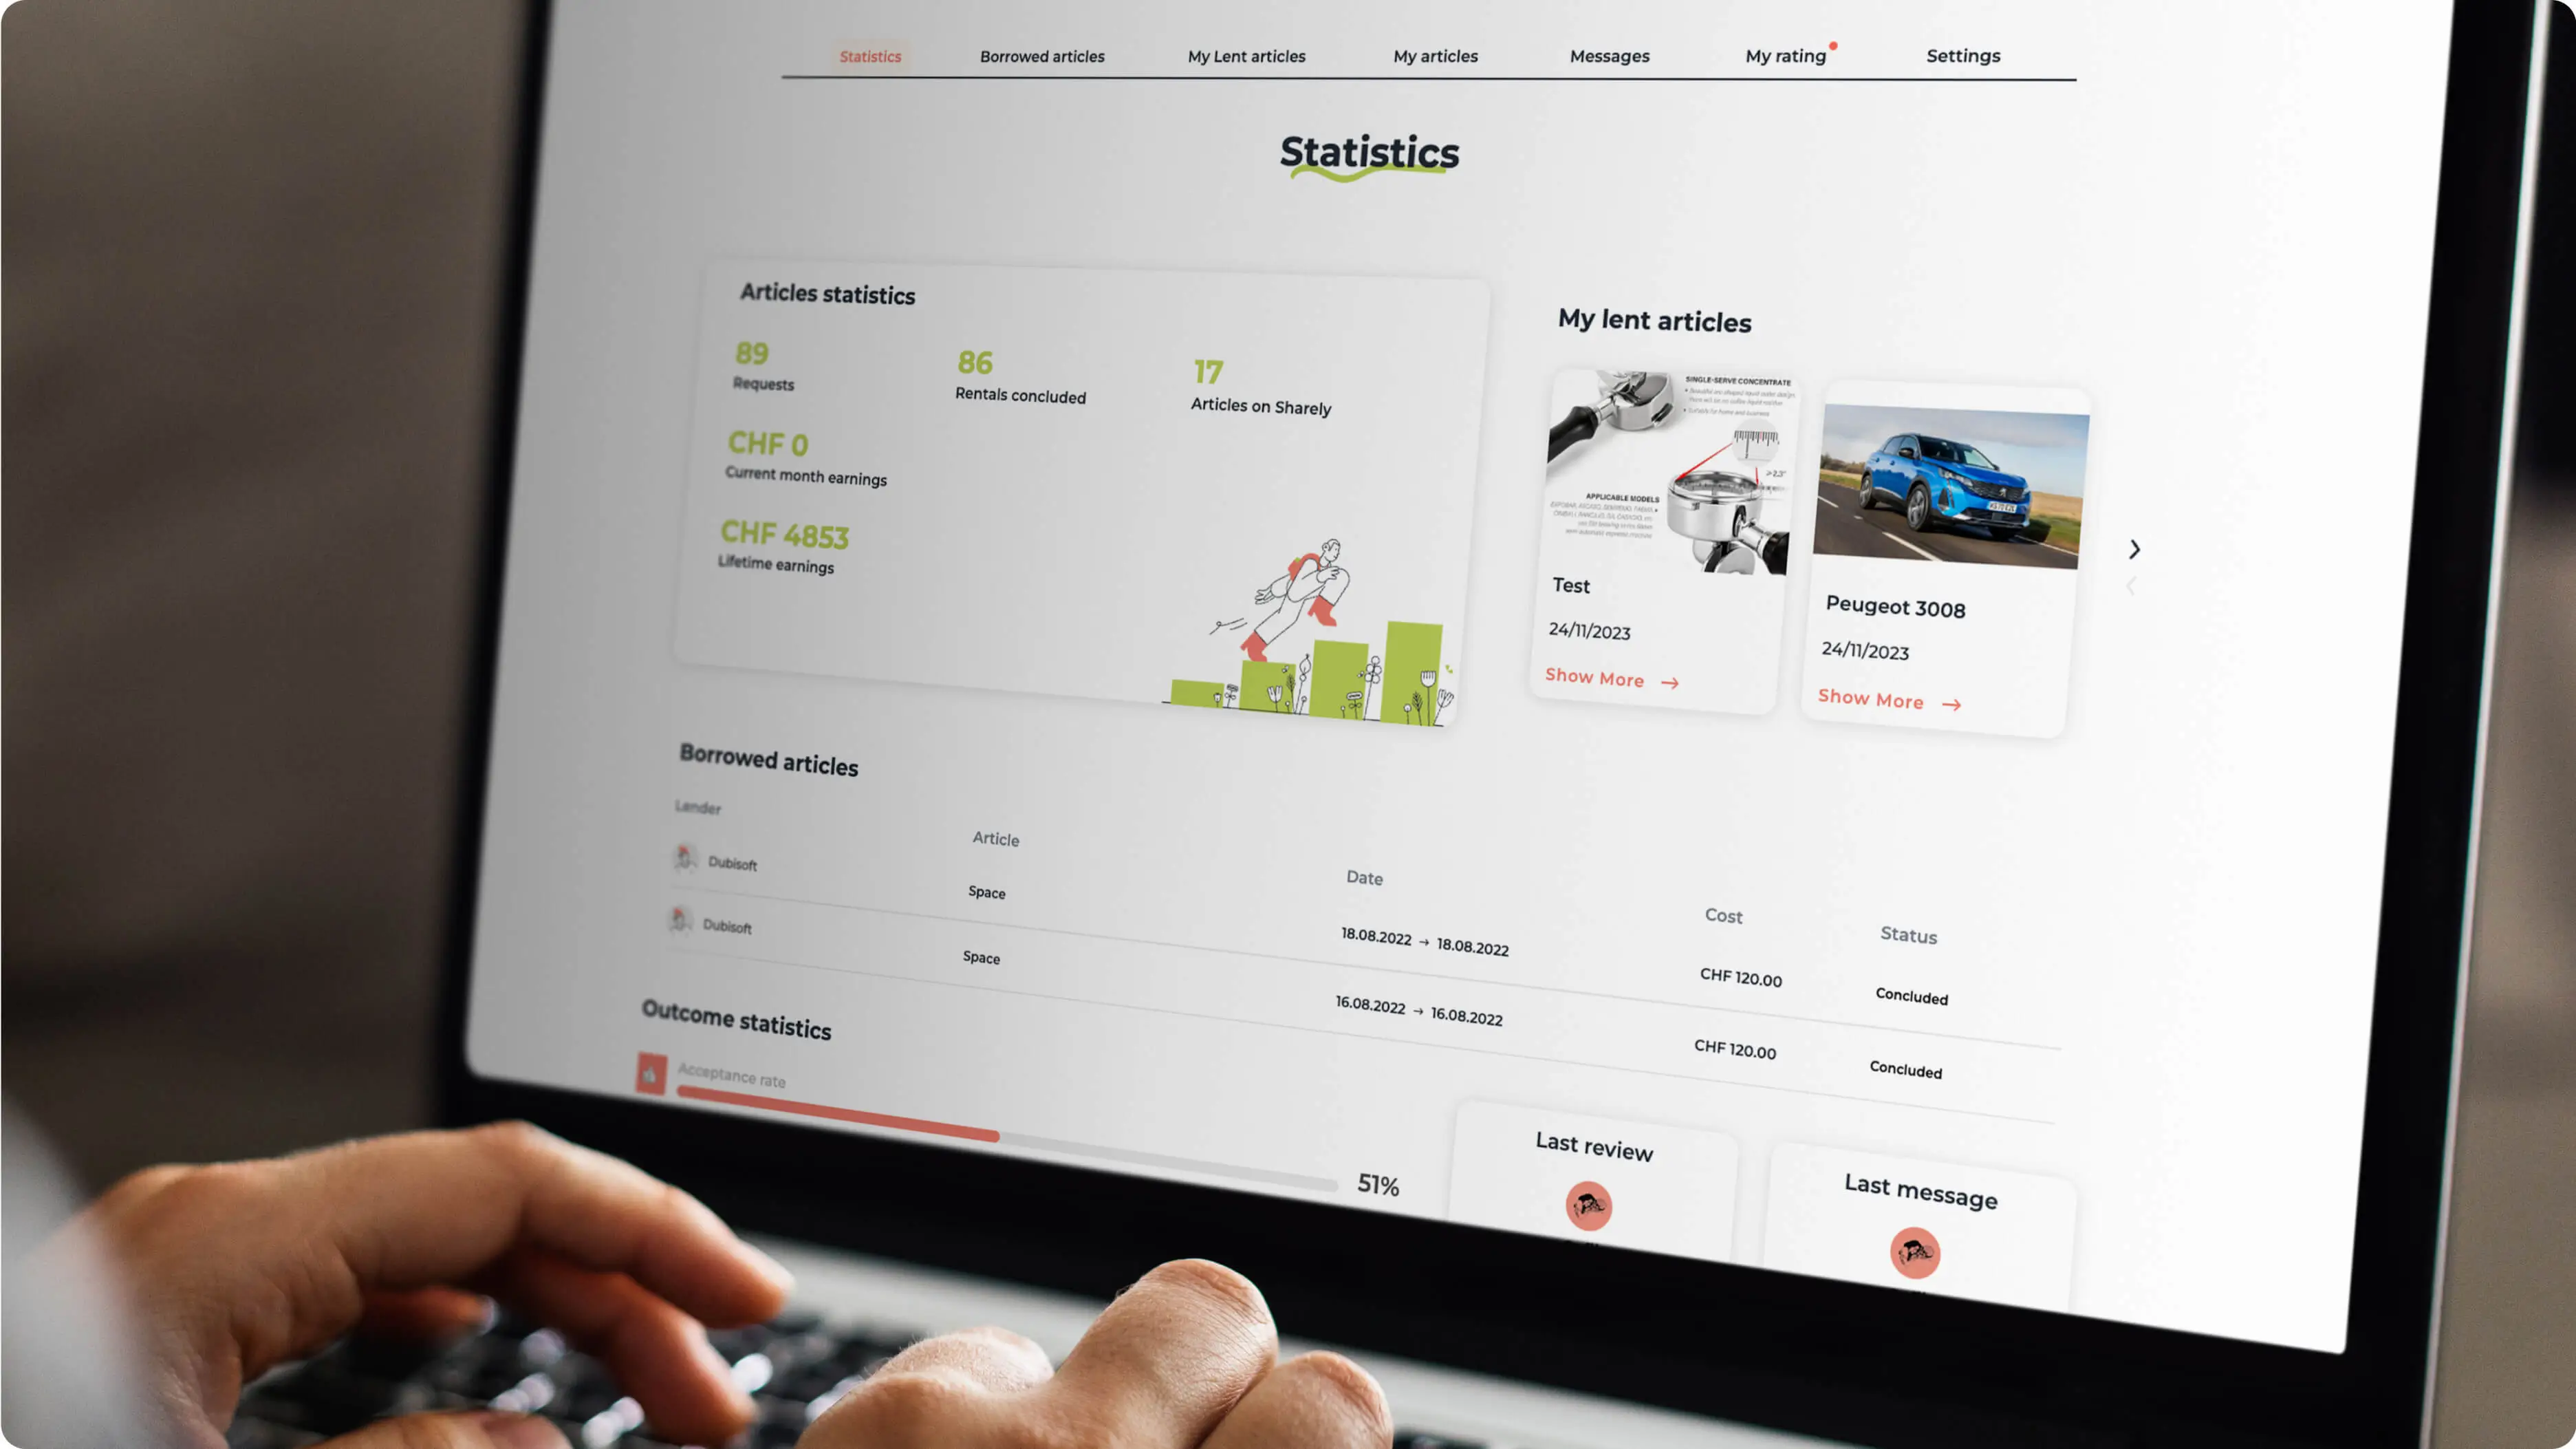 Statistics
Borrowed articles
My Lent articles
My articles
Messages
My rating
Settings
Statistics
Articles statistics
89
Requests
86
Rentals concluded
17
Articles on Sharely
CHF 0
Current month earnings
CHF 4853
Lifetime earnings
My lent articles
SINGLE-SERVE CONCENTRATE
APPLICABLE MODELS
Test
24/11/2023
Show More →
Peugeot 3008
24/11/2023
Show More →
Borrowed articles
Lender
Article
Date
Cost
Status
Dubisoft
Space
18.08.2022 → 18.08.2022
CHF 120.00
Concluded
Dubisoft
Space
16.08.2022 → 16.08.2022
CHF 120.00
Concluded
Outcome statistics
Acceptance rate
51%
Last review
Last message